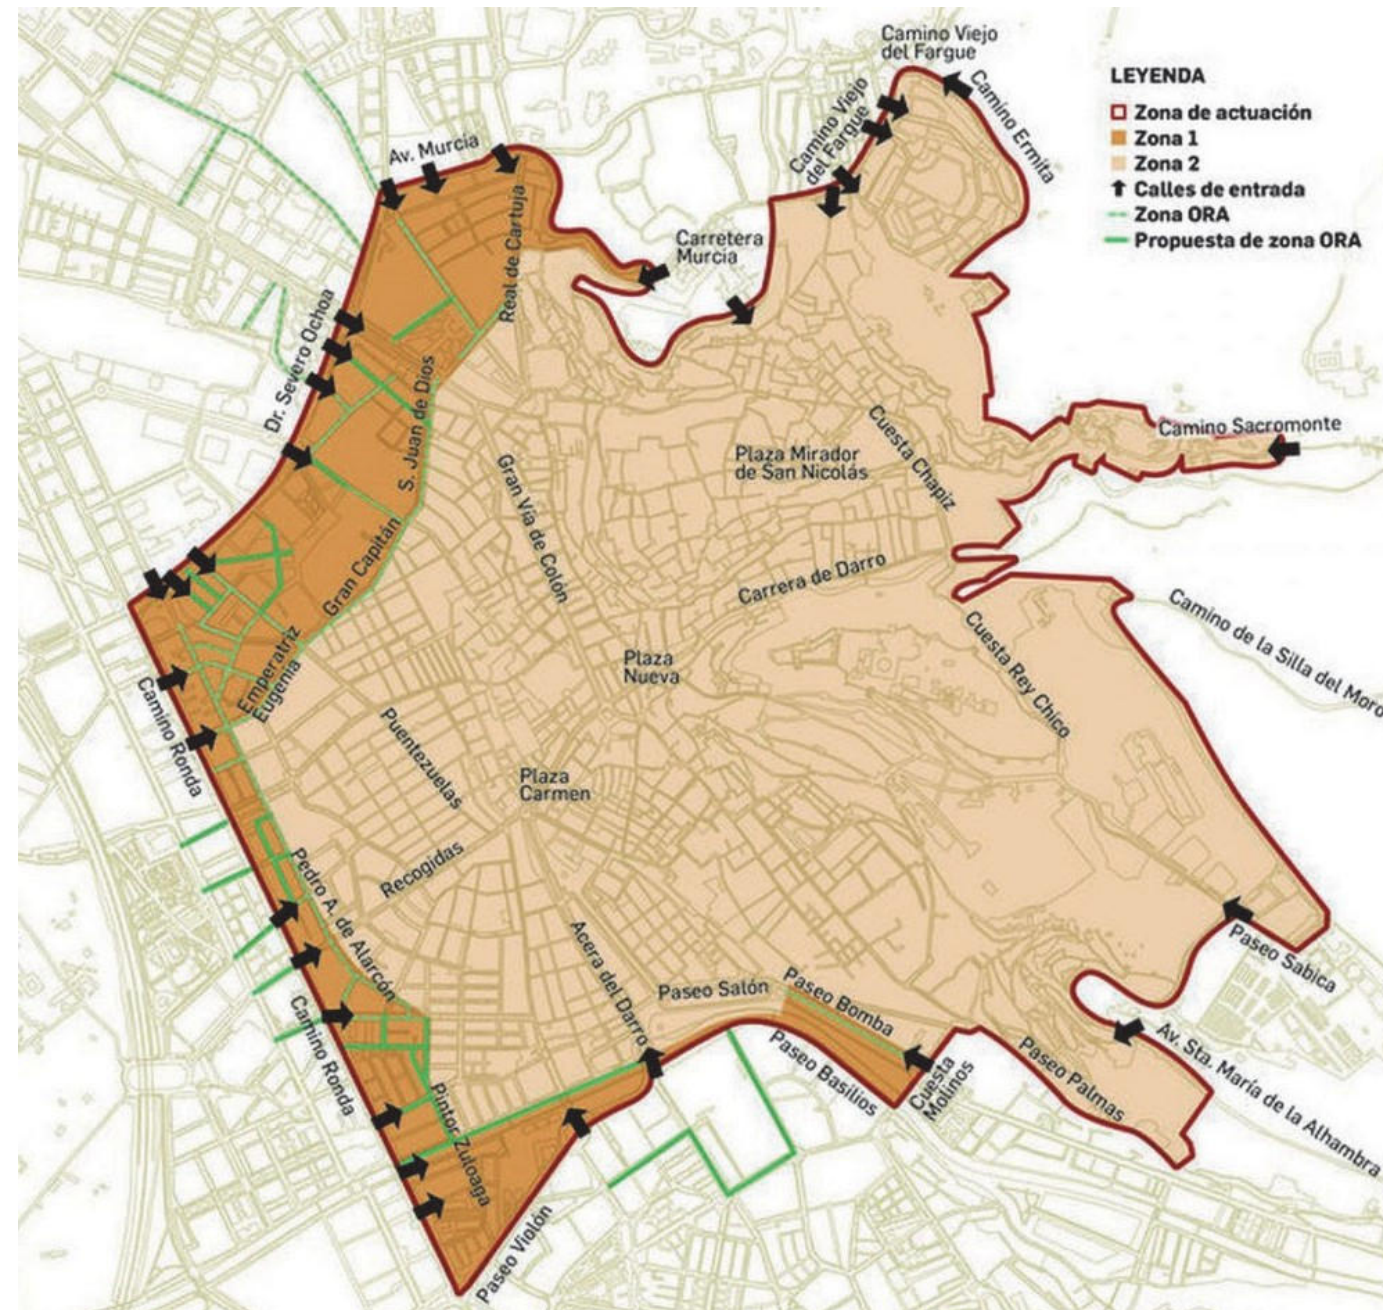 Camino Viejo
del Fargue
LEYENDA
Zona de actuación
Zona 1
Zona 2
Calles de entrada
Zona ORA
Propuesta de zona ORA
Camino Ermita
Camino Viejo
del Fargue
Av. Murcia
Real de Cartuja
Carretera
Murcia
Dr. Severo Ochoa
S. Juan de Dios
Cuesta Chapiz
Camino Sacromonte
Plaza Mirador
de San Nicolás
Gran Vía de Colón
Gran Capitán
Carrera de Darro
Camino de la Silla del Moro
Cuesta Rey Chico
Emperatriz
Eugenia
Plaza
Nueva
Camino Ronda
Puentezuelas
Plaza
Carmen
Recogidas
Pedro A. de Alarcón
Acera del Darro
Paseo Salón
Paseo Bomba
Paseo Sabica
Camino Ronda
Paseo Basilios
Cuesta
Molinos
Paseo Palmas
Av. Sta. María de la Alhambra
Pintor Zuloaga
Paseo Violón